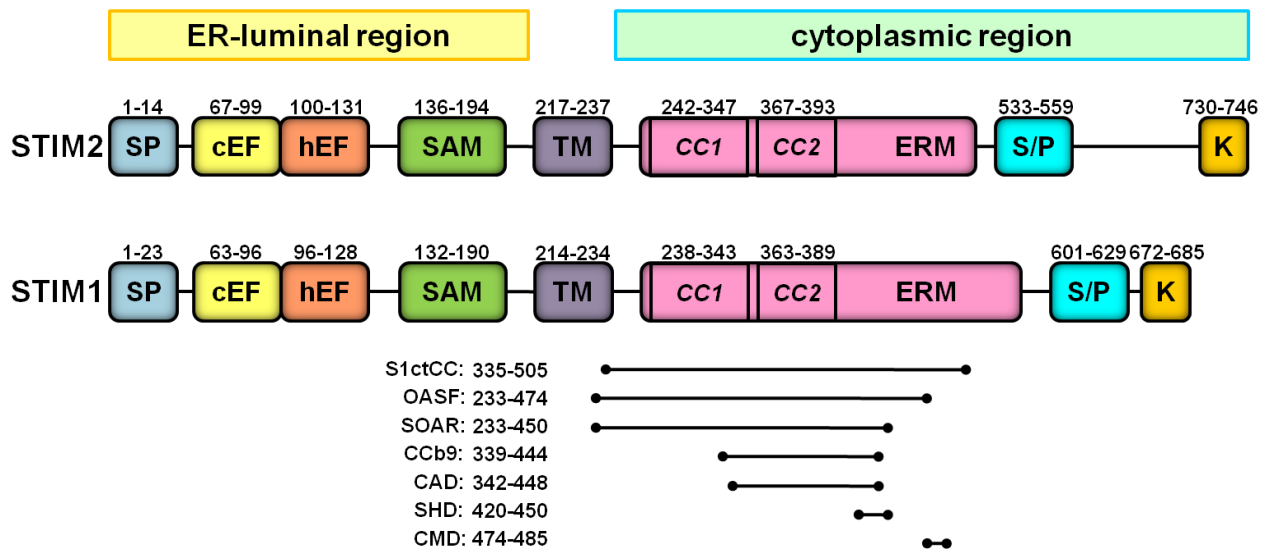 ER-luminal region cytoplasmic region
1-14 67-99 100-131 136-194 217-237 242-347 367-393 533-559 730-746
STIM2 SP cEF hEF SAM TM CC1 CC2 ERM S/P K
1-23 63-96 96-128 132-190 214-234 238-343 363-389 601-629 672-685
STIM1 SP cEF hEF SAM TM CC1 CC2 ERM S/P K
S1ctCC: 335-505
OASF: 233-474
SOAR: 233-450
CCb9: 339-444
CAD: 342-448
SHD: 420-450
CMD: 474-485